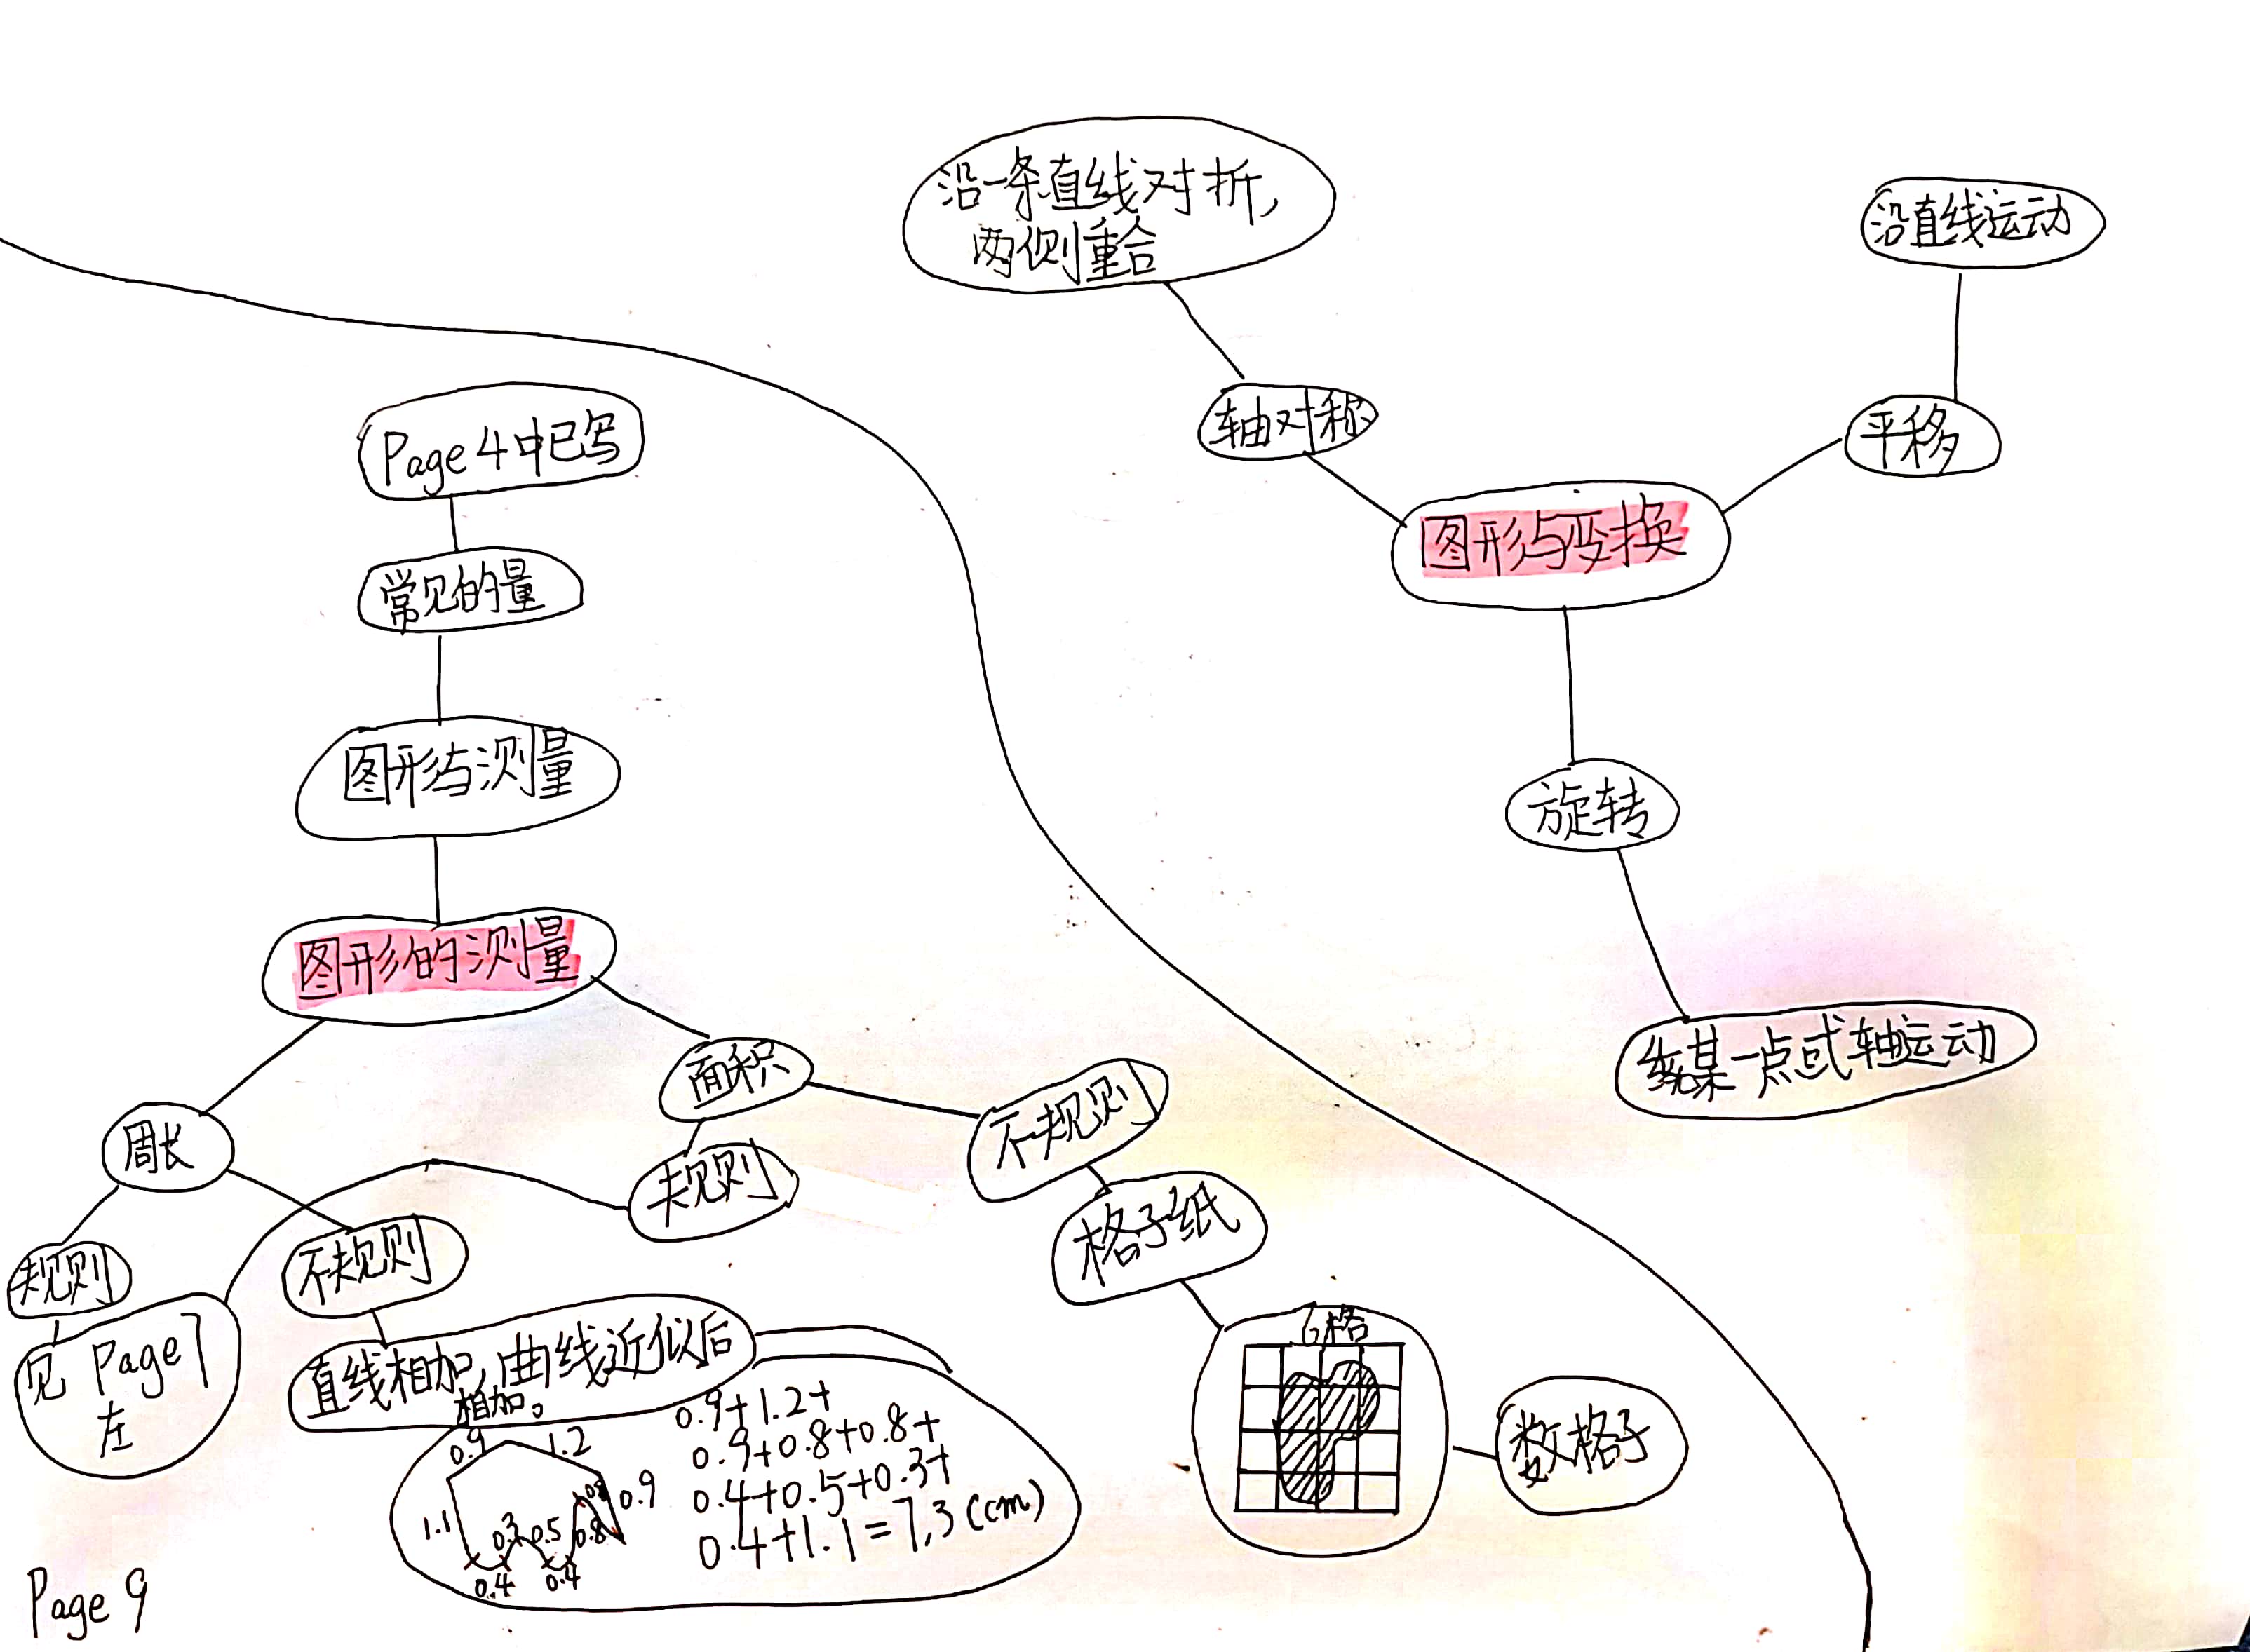 沿一条直线对折,
两侧重合
沿直线运动
轴对称
平移
图形与变换
旋转
绕某一点或轴运动
Page 4中已写
常见的量
图形与测量
图形的测量
周长
面积
规则
不规则
规则
不规则
见 Page 7
左
直线相加,曲线近似后
相加。
0.9
1.2
0.9
0.8
0.8
1.1
0.3
0.5
0.4
0.4
0.9+1.2+
0.9+0.8+0.8+
0.4+0.5+0.3+
0.4+1.1=7.3(cm)
格子纸
6格
数格子
Page 9